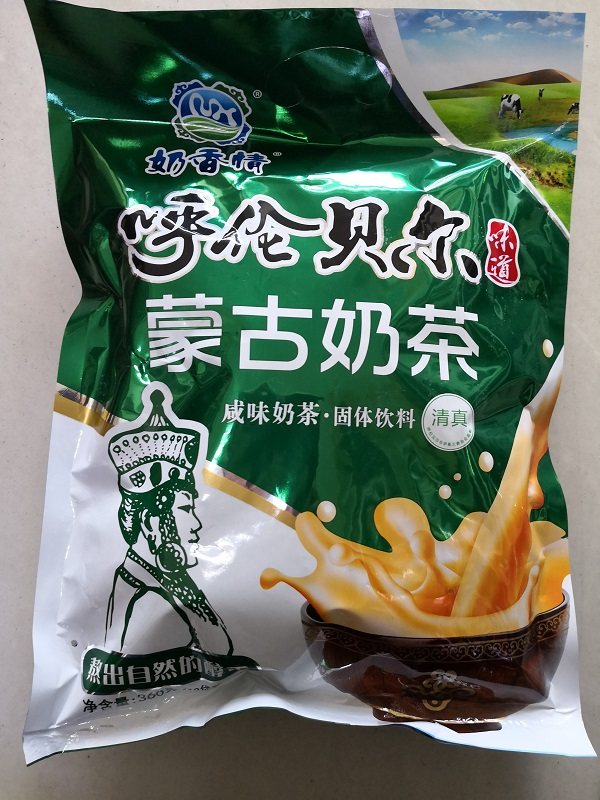 奶香情
呼伦贝尔
味道
蒙古奶茶
咸味奶茶·固体饮料
清真
熬出自然的醇
净含量:360